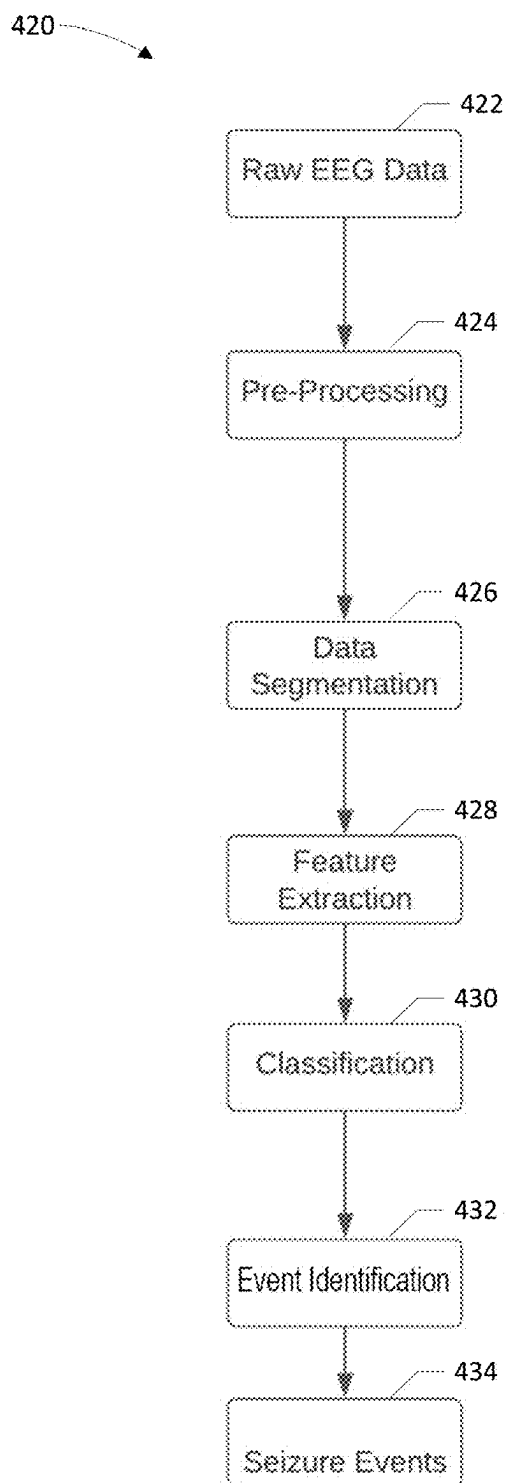 420
422
Raw EEG Data
424
Pre-Processing
426
Data
Segmentation
428
Feature
Extraction
430
Classification
432
Event Identification
434
Seizure Events